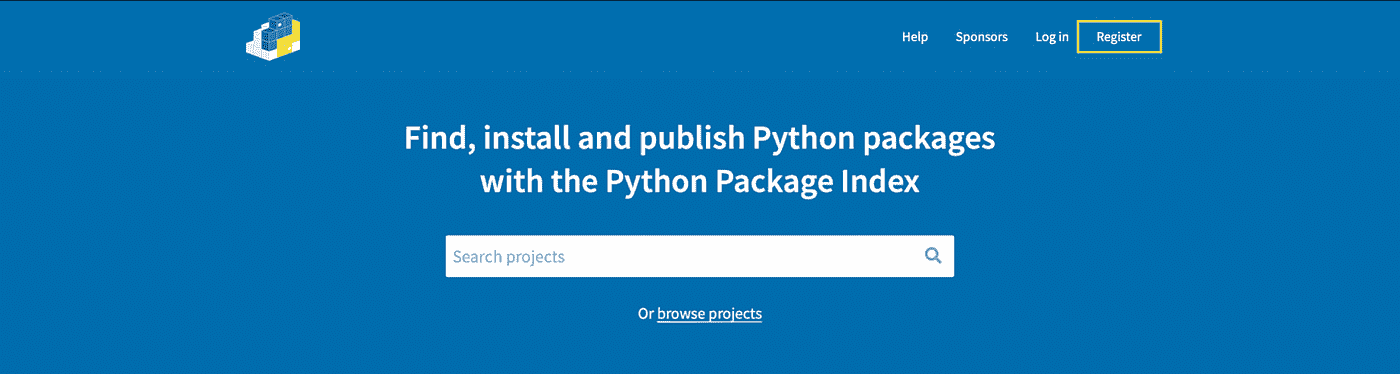 Help Sponsors Log in Register
Find, install and publish Python packages
with the Python Package Index
Search projects
Or browse projects